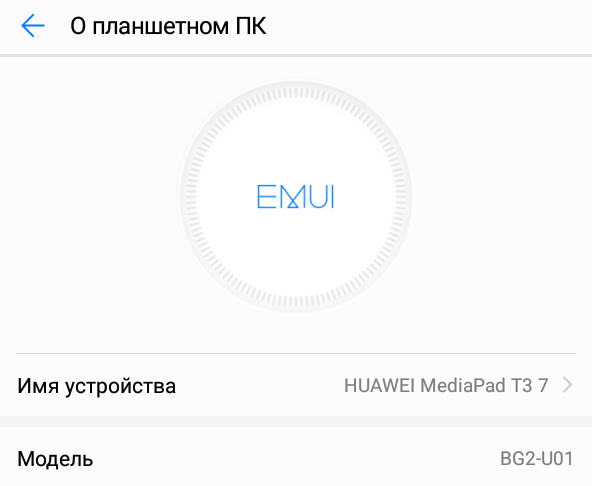 О планшетном ПК
EMUI
Имя устройства HUAWEI MediaPad T3 7
Модель BG2-U01